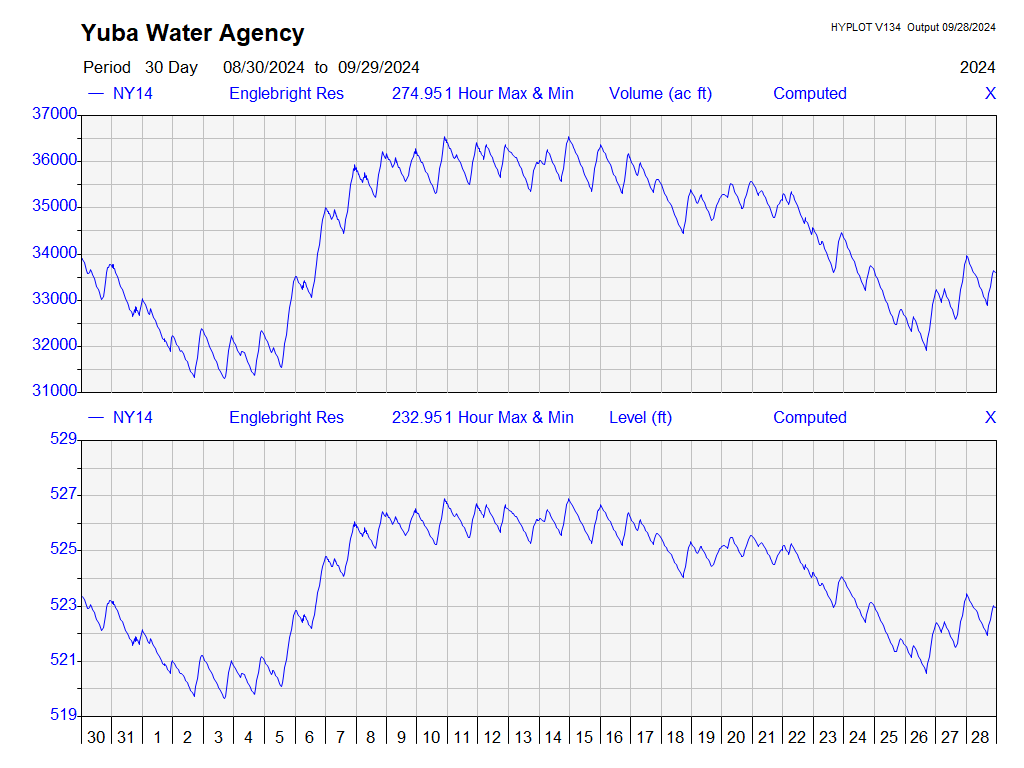 Yuba Water Agency
HYPLOT V134 Output 09/28/2024
Period 30 Day 08/30/2024 to 09/29/2024 2024
NY14 Englebright Res 274.951 Hour Max & Min Volume (ac ft) Computed X
37000
36000
35000
34000
33000
32000
31000
NY14 Englebright Res 232.951 Hour Max & Min Level (ft) Computed X
529
527
525
523
521
519
30 31 1 2 3 4 5 6 7 8 9 10 11 12 13 14 15 16 17 18 19 20 21 22 23 24 25 26 27 28